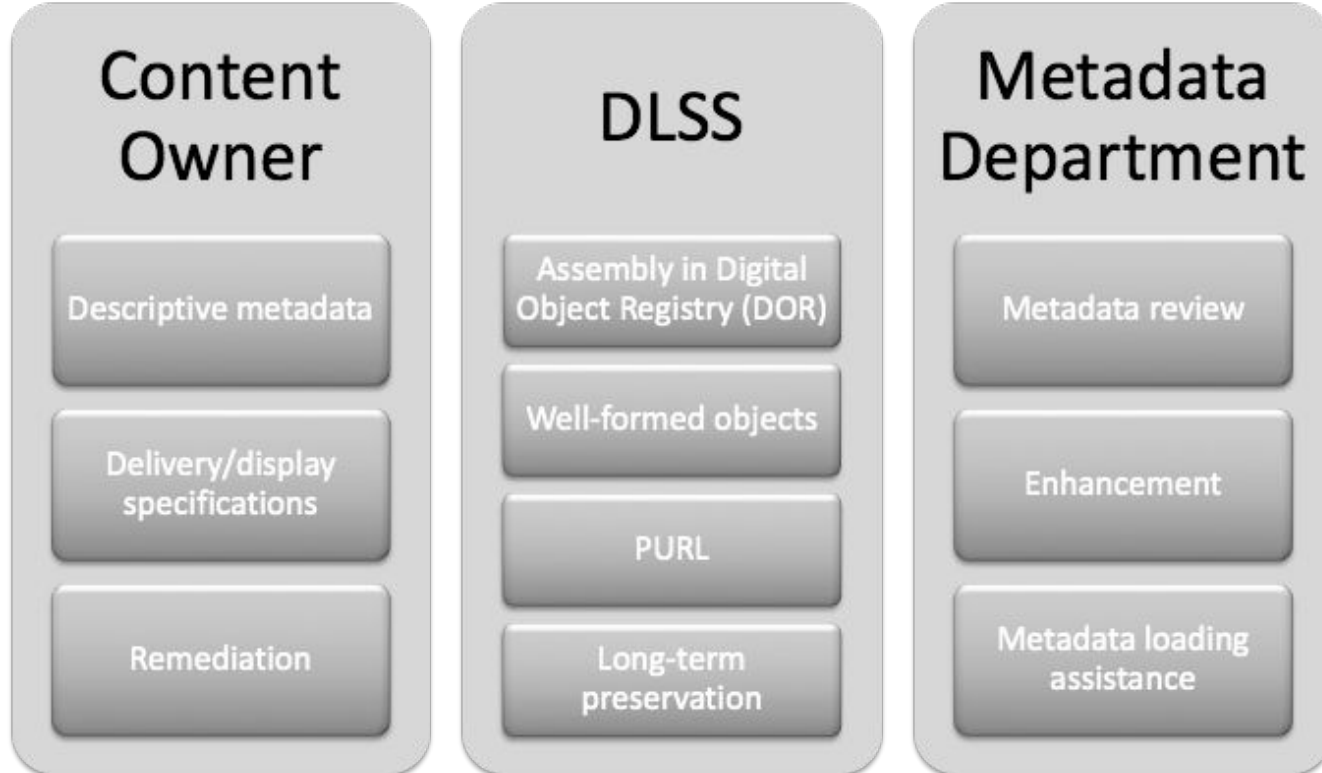 Content
Owner
Descriptive metadata
Delivery/display
specifications
Remediation
DLSS
Assembly in Digital
Object Registry (DOR)
Well-formed objects
PURL
Long-term
preservation
Metadata
Department
Metadata review
Enhancement
Metadata loading
assistance